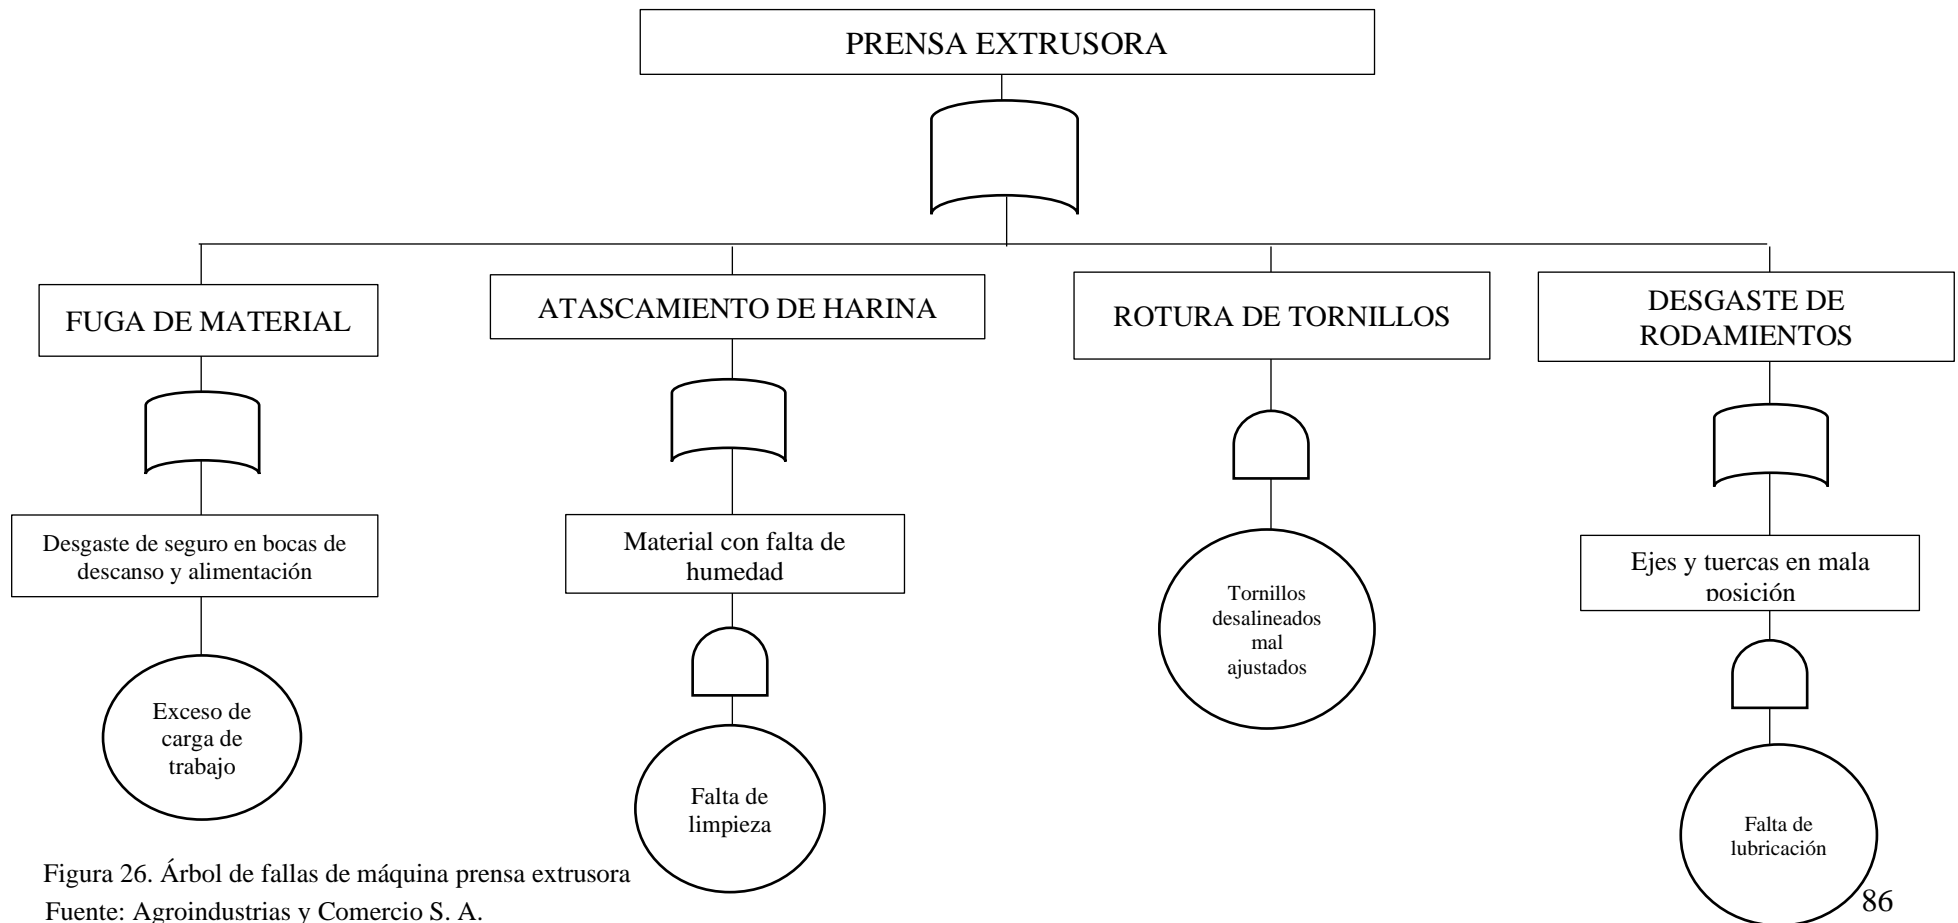 PRENSA EXTRUSORA
FUGA DE MATERIAL
ATASCAMIENTO DE HARINA
ROTURA DE TORNILLOS
DESGASTE DE
RODAMIENTOS
Desgaste de seguro en bocas de
descanso y alimentación
Material con falta de
humedad
Tornillos
desalineados
mal
ajustados
Ejes y tuercas en mala
posición
Exceso de
carga de
trabajo
Falta de
limpieza
Falta de
lubricación
Figura 26. Árbol de fallas de máquina prensa extrusora
Fuente: Agroindustrias y Comercio S. A.
86